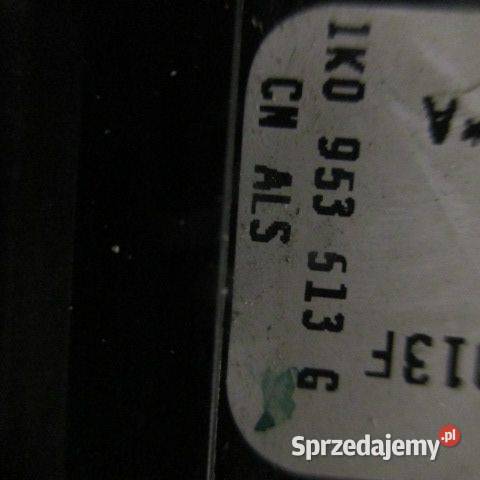 1K0 953 513 G
CN ALS
A
13F
Sprzedajemy.pl